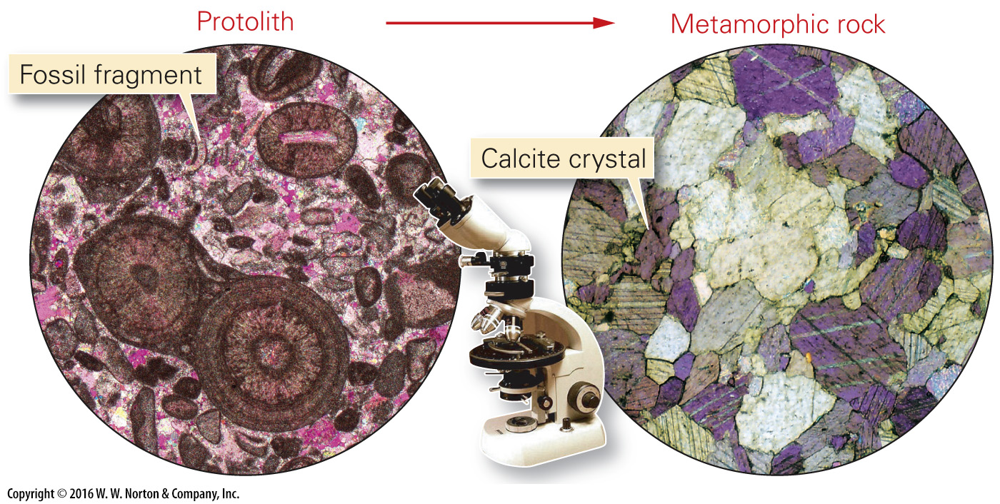 Protolith
Metamorphic rock
Fossil fragment
Calcite crystal
Copyright © 2016 W. W. Norton & Company, Inc.